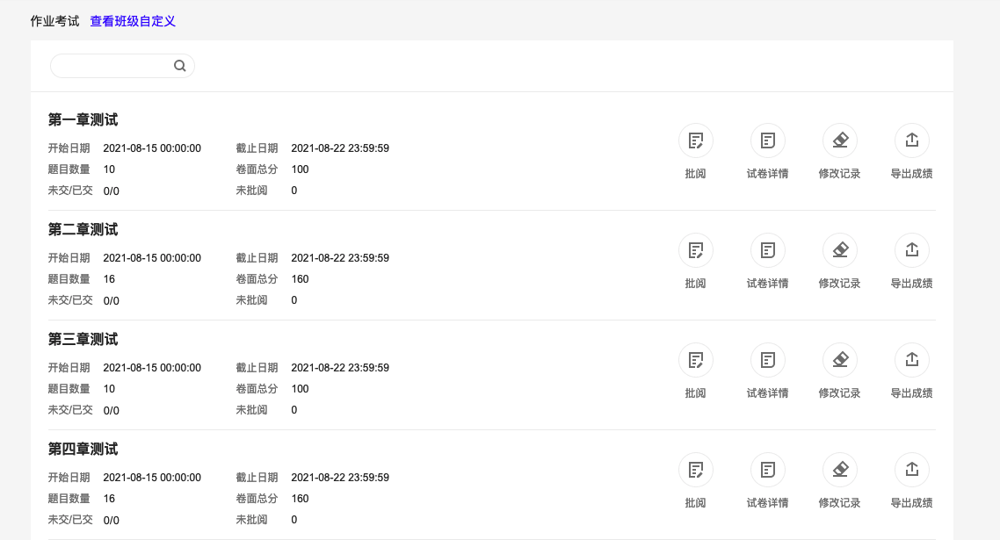 作业考试 查看班级自定义
第一章测试
开始日期 2021-08-15 00:00:00 截止日期 2021-08-22 23:59:59
题目数量 10 卷面总分 100
未交/已交 0/0 未批阅 0
批阅 试卷详情 修改记录 导出成绩
第二章测试
开始日期 2021-08-15 00:00:00 截止日期 2021-08-22 23:59:59
题目数量 16 卷面总分 160
未交/已交 0/0 未批阅 0
批阅 试卷详情 修改记录 导出成绩
第三章测试
开始日期 2021-08-15 00:00:00 截止日期 2021-08-22 23:59:59
题目数量 10 卷面总分 100
未交/已交 0/0 未批阅 0
批阅 试卷详情 修改记录 导出成绩
第四章测试
开始日期 2021-08-15 00:00:00 截止日期 2021-08-22 23:59:59
题目数量 16 卷面总分 160
未交/已交 0/0 未批阅 0
批阅 试卷详情 修改记录 导出成绩